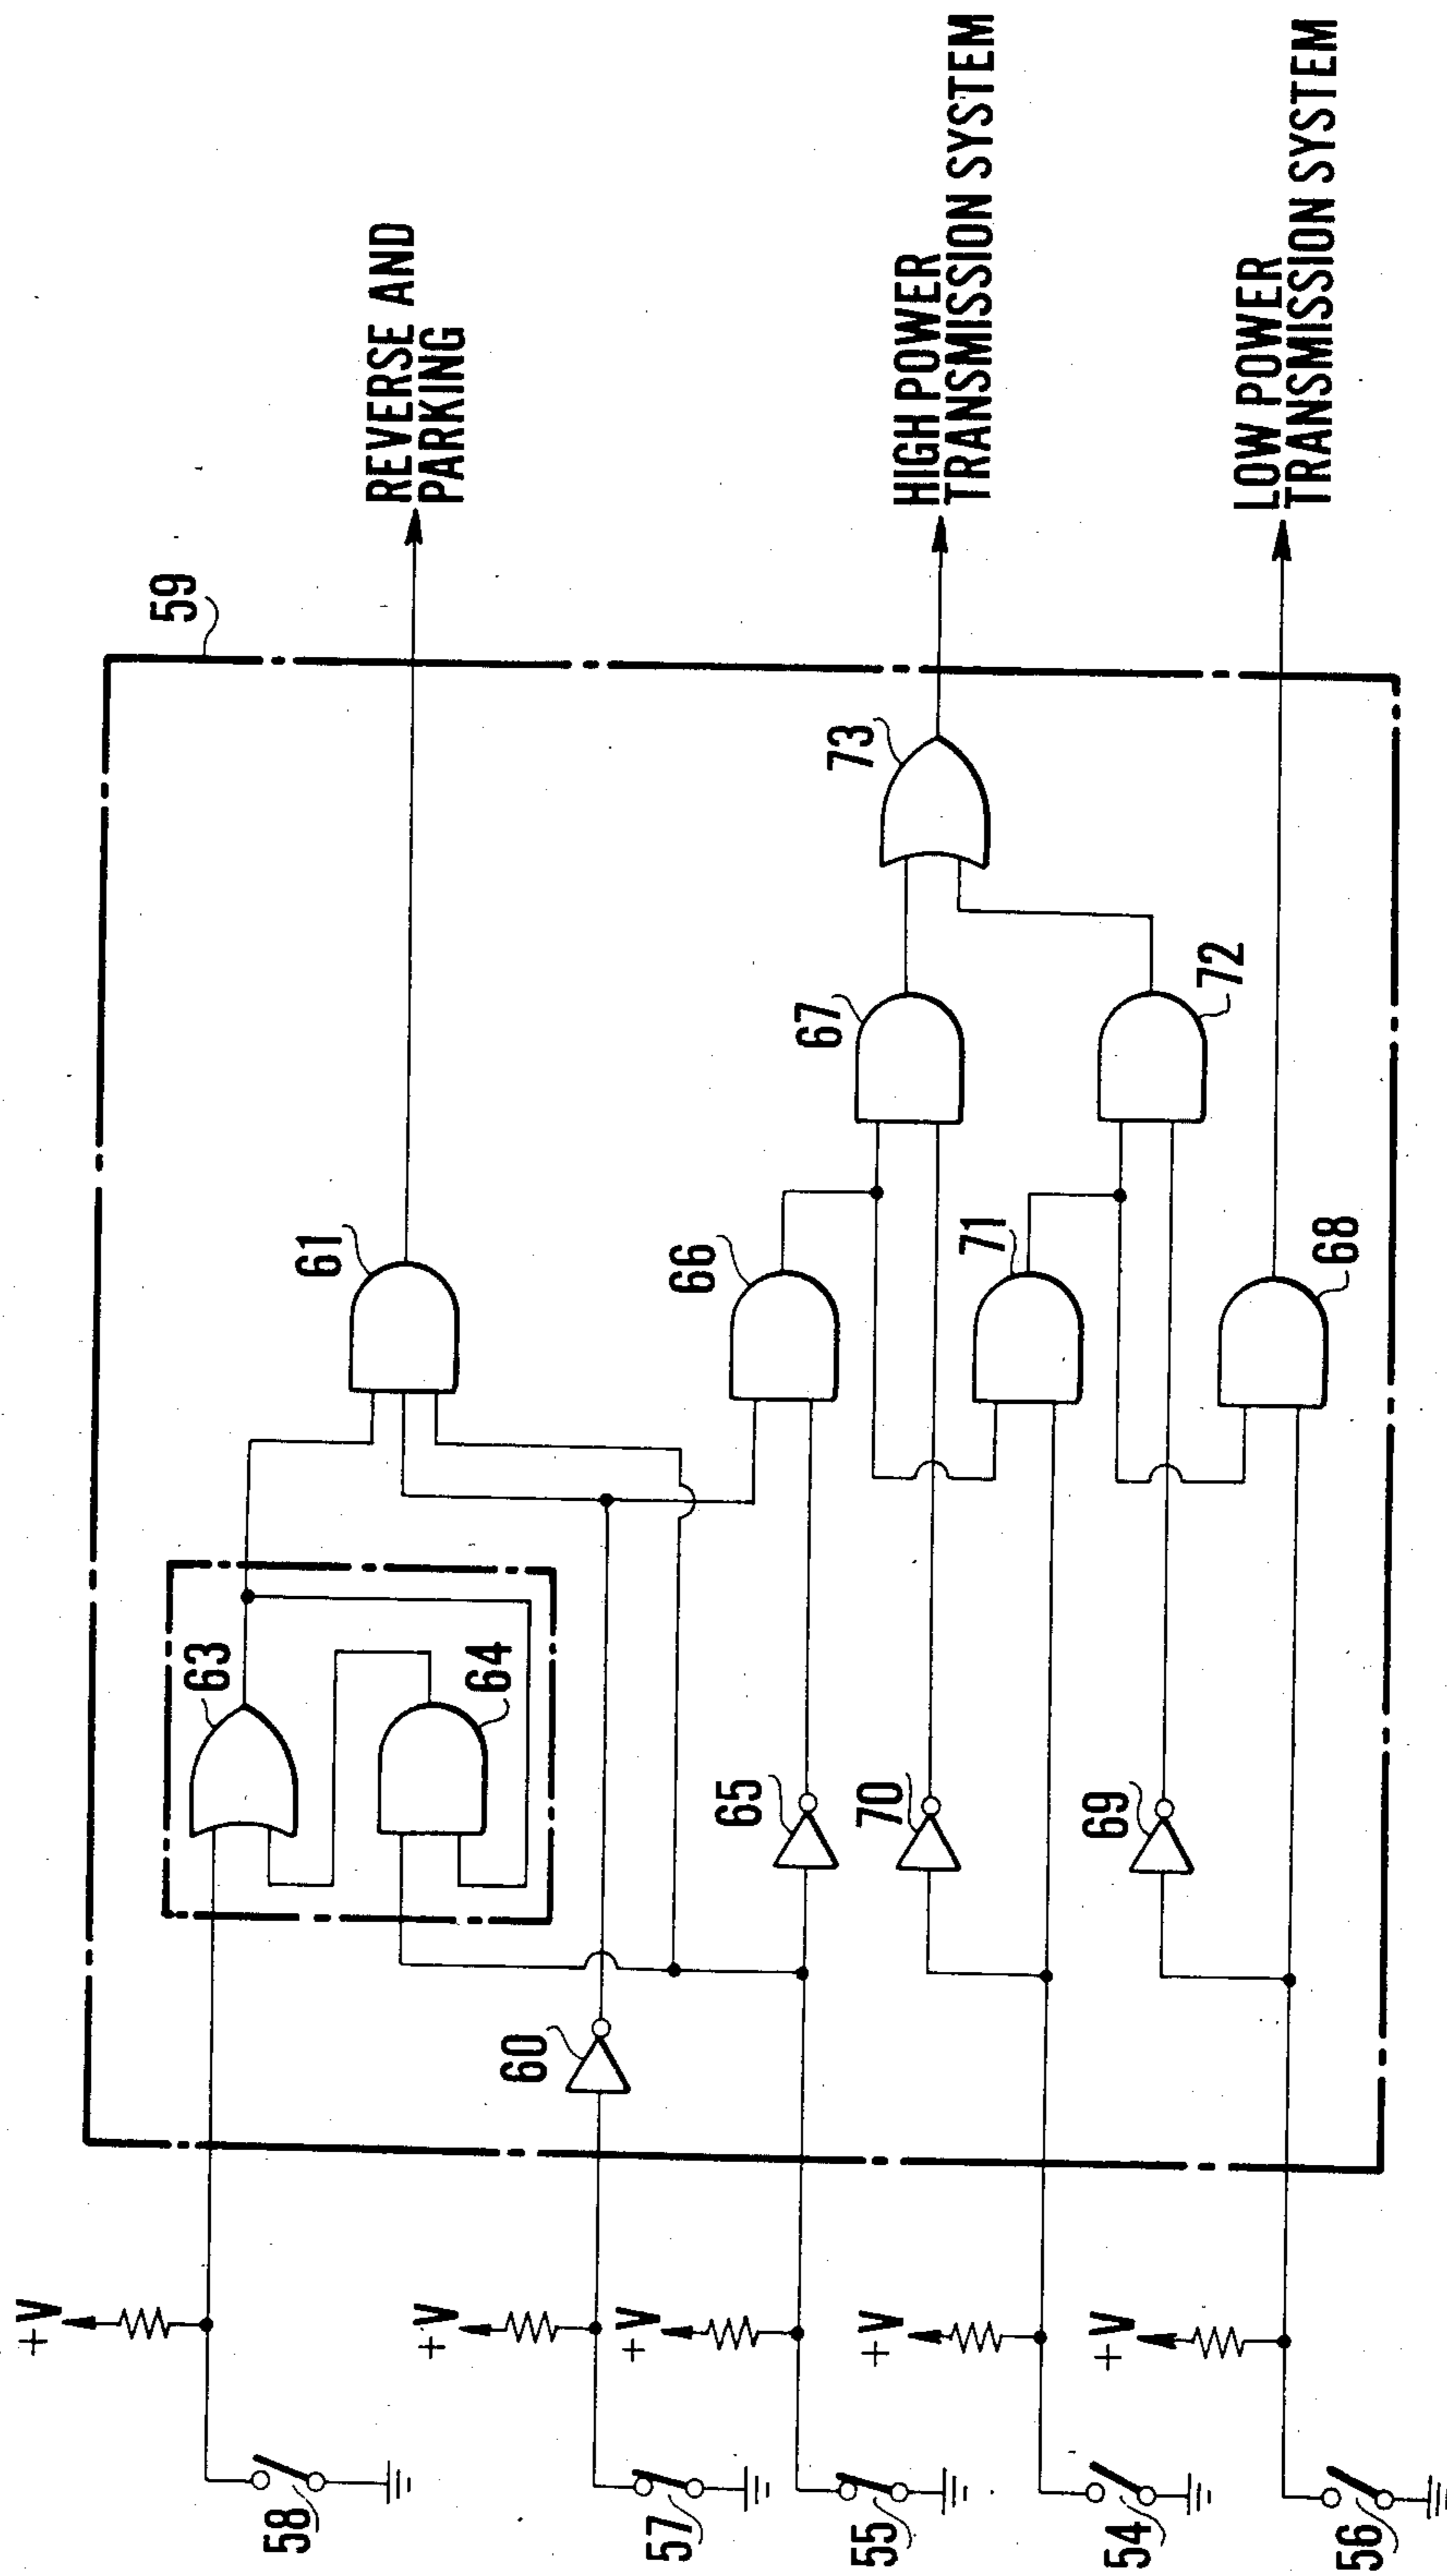 +V
58
+V
57
+V
55
+V
54
+V
56
59
60
63
64
61
65
66
70
67
71
73
69
72
68
REVERSE AND
PARKING
HIGH POWER
TRANSMISSION SYSTEM
LOW POWER
TRANSMISSION SYSTEM